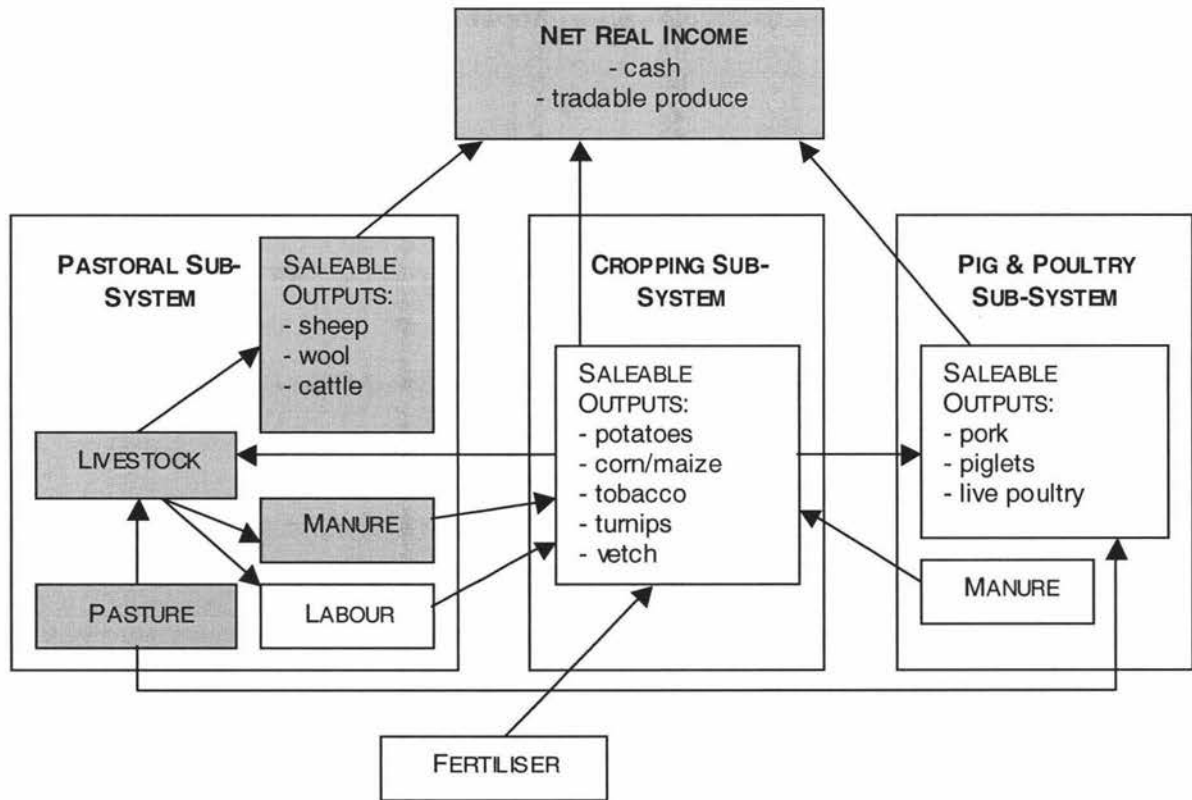 NET REAL INCOME
- cash
- tradable produce
PASTORAL SUB-
SYSTEM
SALEABLE
OUTPUTS:
- sheep
- wool
- cattle
LIVESTOCK
MANURE
PASTURE
LABOUR
CROPPING SUB-
SYSTEM
SALEABLE
OUTPUTS:
- potatoes
- corn/maize
- tobacco
- turnips
- vetch
PIG & POULTRY
SUB-SYSTEM
SALEABLE
OUTPUTS:
- pork
- piglets
- live poultry
MANURE
FERTILISER